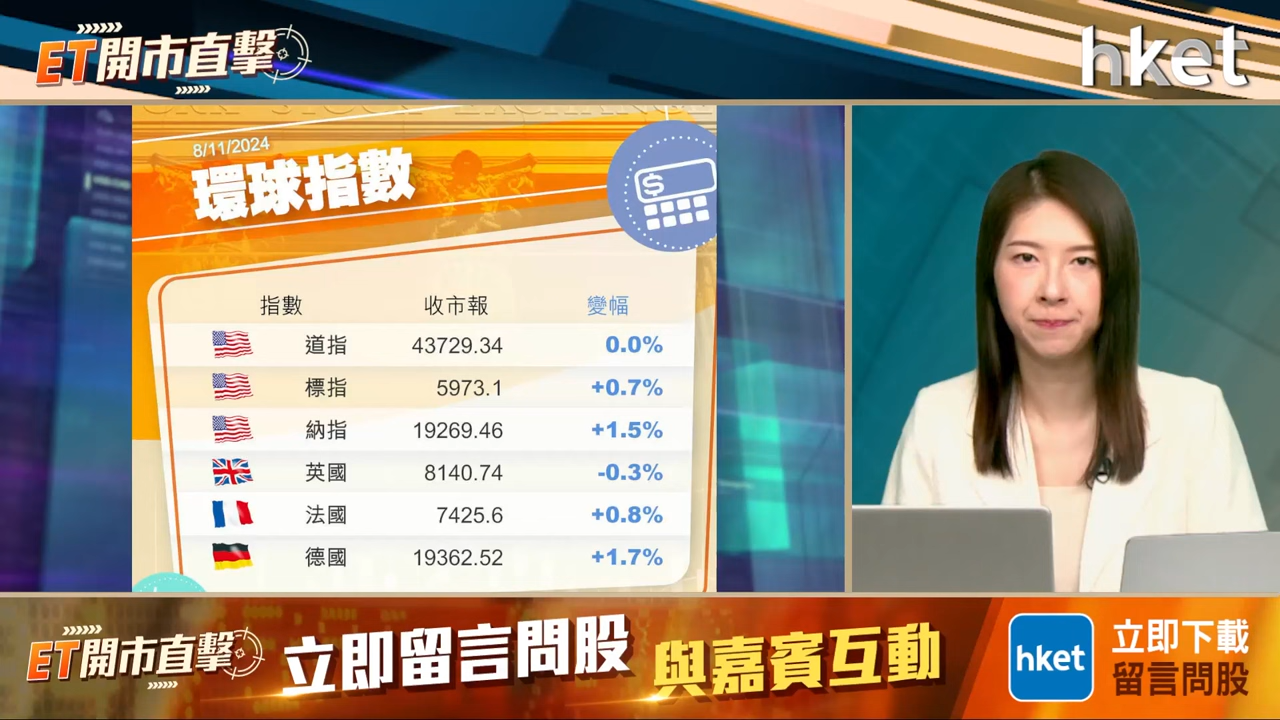 ET開市直擊
hket
8/11/2024
環球指數
指數 收市報 變幅
道指 43729.34 0.0%
標指 5973.1 +0.7%
納指 19269.46 +1.5%
英國 8140.74 -0.3%
法國 7425.6 +0.8%
德國 19362.52 +1.7%
ET開市直擊
立即留言問股 與嘉賓互動
hket
立即下載
留言問股